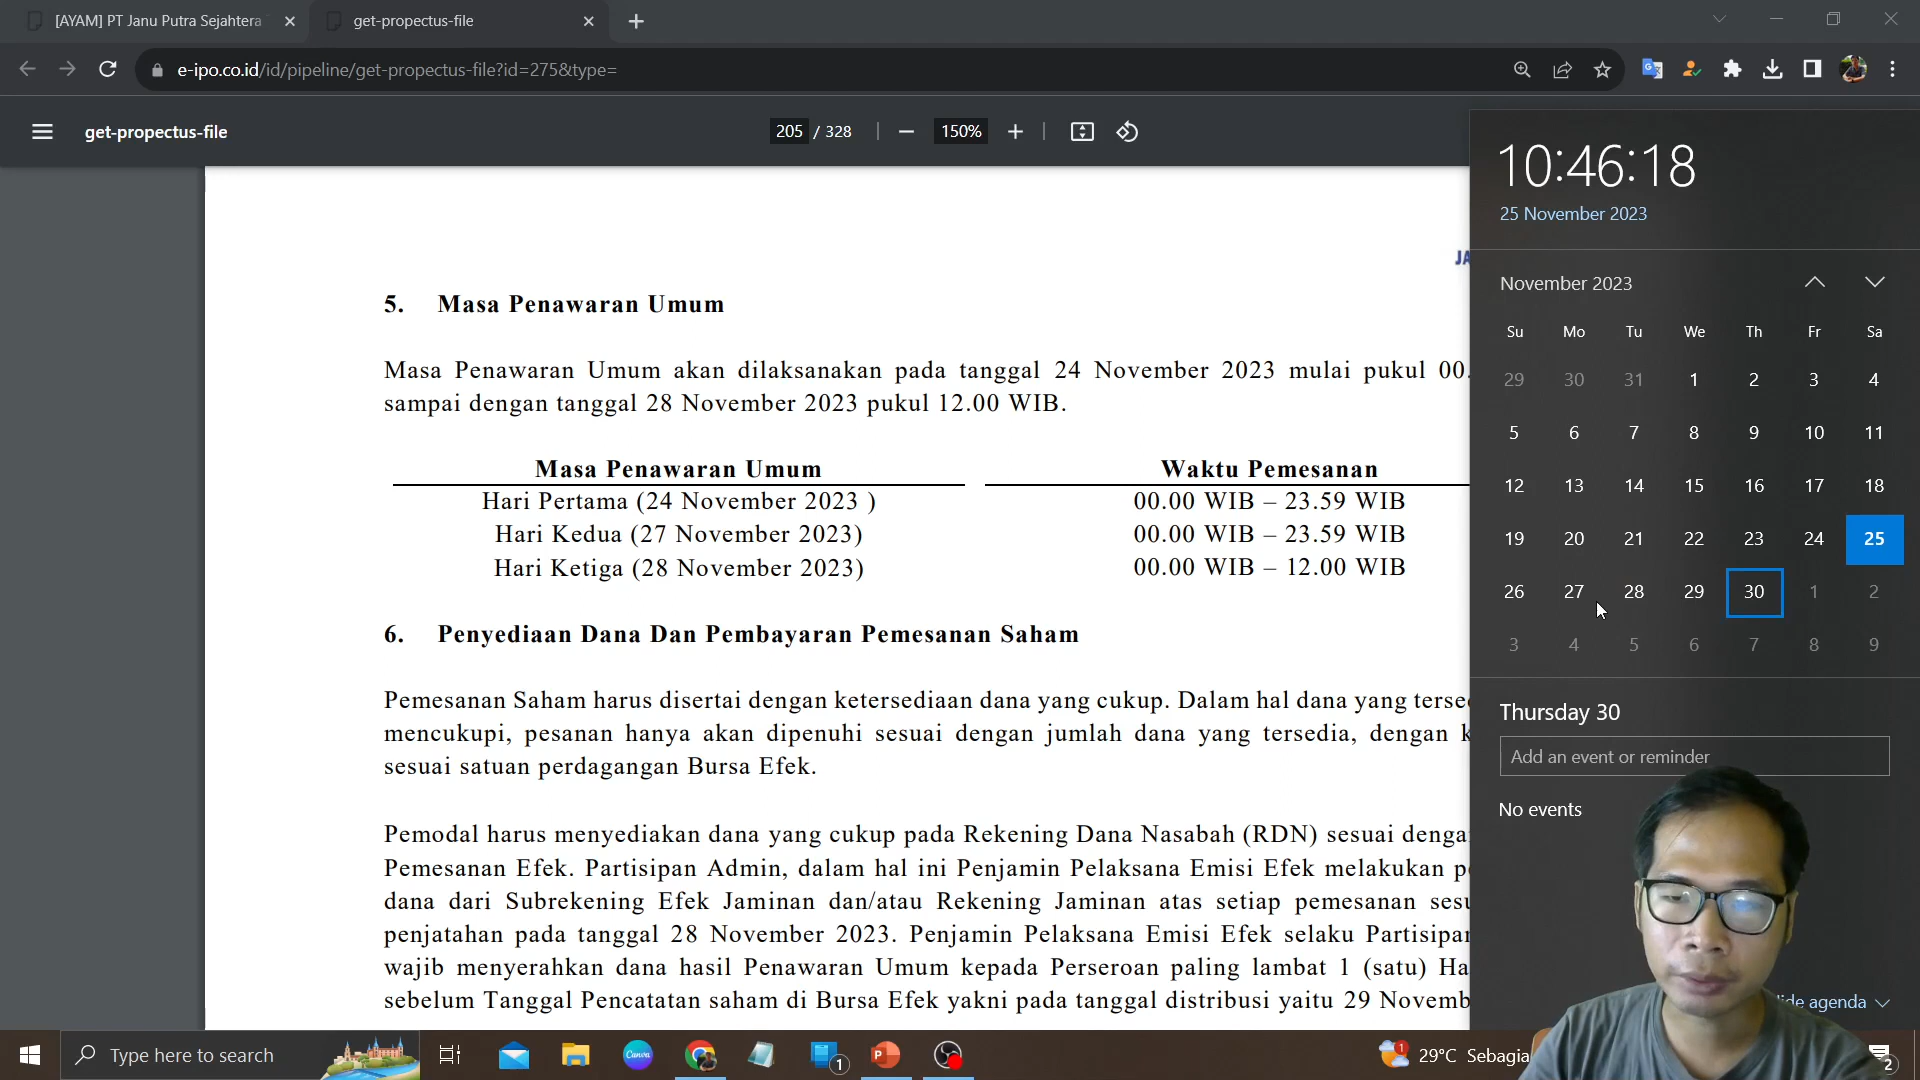 [AYAM] PT Janu Putra Sejahtera
get-propectus-file
e-ipo.co.id/id/pipeline/get-propectus-file?id=275&type=
get-propectus-file
205 / 328
150%
JA
5. Masa Penawaran Umum
Masa Penawaran Umum akan dilaksanakan pada tanggal 24 November 2023 mulai pukul 00.
sampai dengan tanggal 28 November 2023 pukul 12.00 WIB.
Masa Penawaran Umum Waktu Pemesanan
Hari Pertama (24 November 2023 ) 00.00 WIB – 23.59 WIB
Hari Kedua (27 November 2023) 00.00 WIB – 23.59 WIB
Hari Ketiga (28 November 2023) 00.00 WIB – 12.00 WIB
6. Penyediaan Dana Dan Pembayaran Pemesanan Saham
Pemesanan Saham harus disertai dengan ketersediaan dana yang cukup. Dalam hal dana yang terse
mencukupi, pesanan hanya akan dipenuhi sesuai dengan jumlah dana yang tersedia, dengan k
sesuai satuan perdagangan Bursa Efek.
Pemodal harus menyediakan dana yang cukup pada Rekening Dana Nasabah (RDN) sesuai denga
Pemesanan Efek. Partisipan Admin, dalam hal ini Penjamin Pelaksana Emisi Efek melakukan p
dana dari Subrekening Efek Jaminan dan/atau Rekening Jaminan atas setiap pemesanan sesu
penjatahan pada tanggal 28 November 2023. Penjamin Pelaksana Emisi Efek selaku Partisipan
wajib menyerahkan dana hasil Penawaran Umum kepada Perseroan paling lambat 1 (satu) Ha
sebelum Tanggal Pencatatan saham di Bursa Efek yakni pada tanggal distribusi yaitu 29 Novemb
10:46:18
25 November 2023
November 2023
Su Mo Tu We Th Fr Sa
29 30 31 1 2 3 4
5 6 7 8 9 10 11
12 13 14 15 16 17 18
19 20 21 22 23 24 25
26 27 28 29 30 1 2
3 4 5 6 7 8 9
Thursday 30
Add an event or reminder
No events
ide agenda
Type here to search
Canva
1
1
29°C Sebagia
2